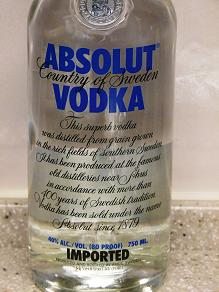 ABSOLUT
Country of Sweden
VODKA
This superb vodka
was distilled from grain grown
in the rich fields of southern Sweden.
It has been produced at the famous
old distilleries near Åhus
in accordance with more than
400 years of Swedish tradition.
Vodka has been sold under the name
Absolut since 1879.
40% ALC./VOL. (80 PROOF) 750 ML.
IMPORTED